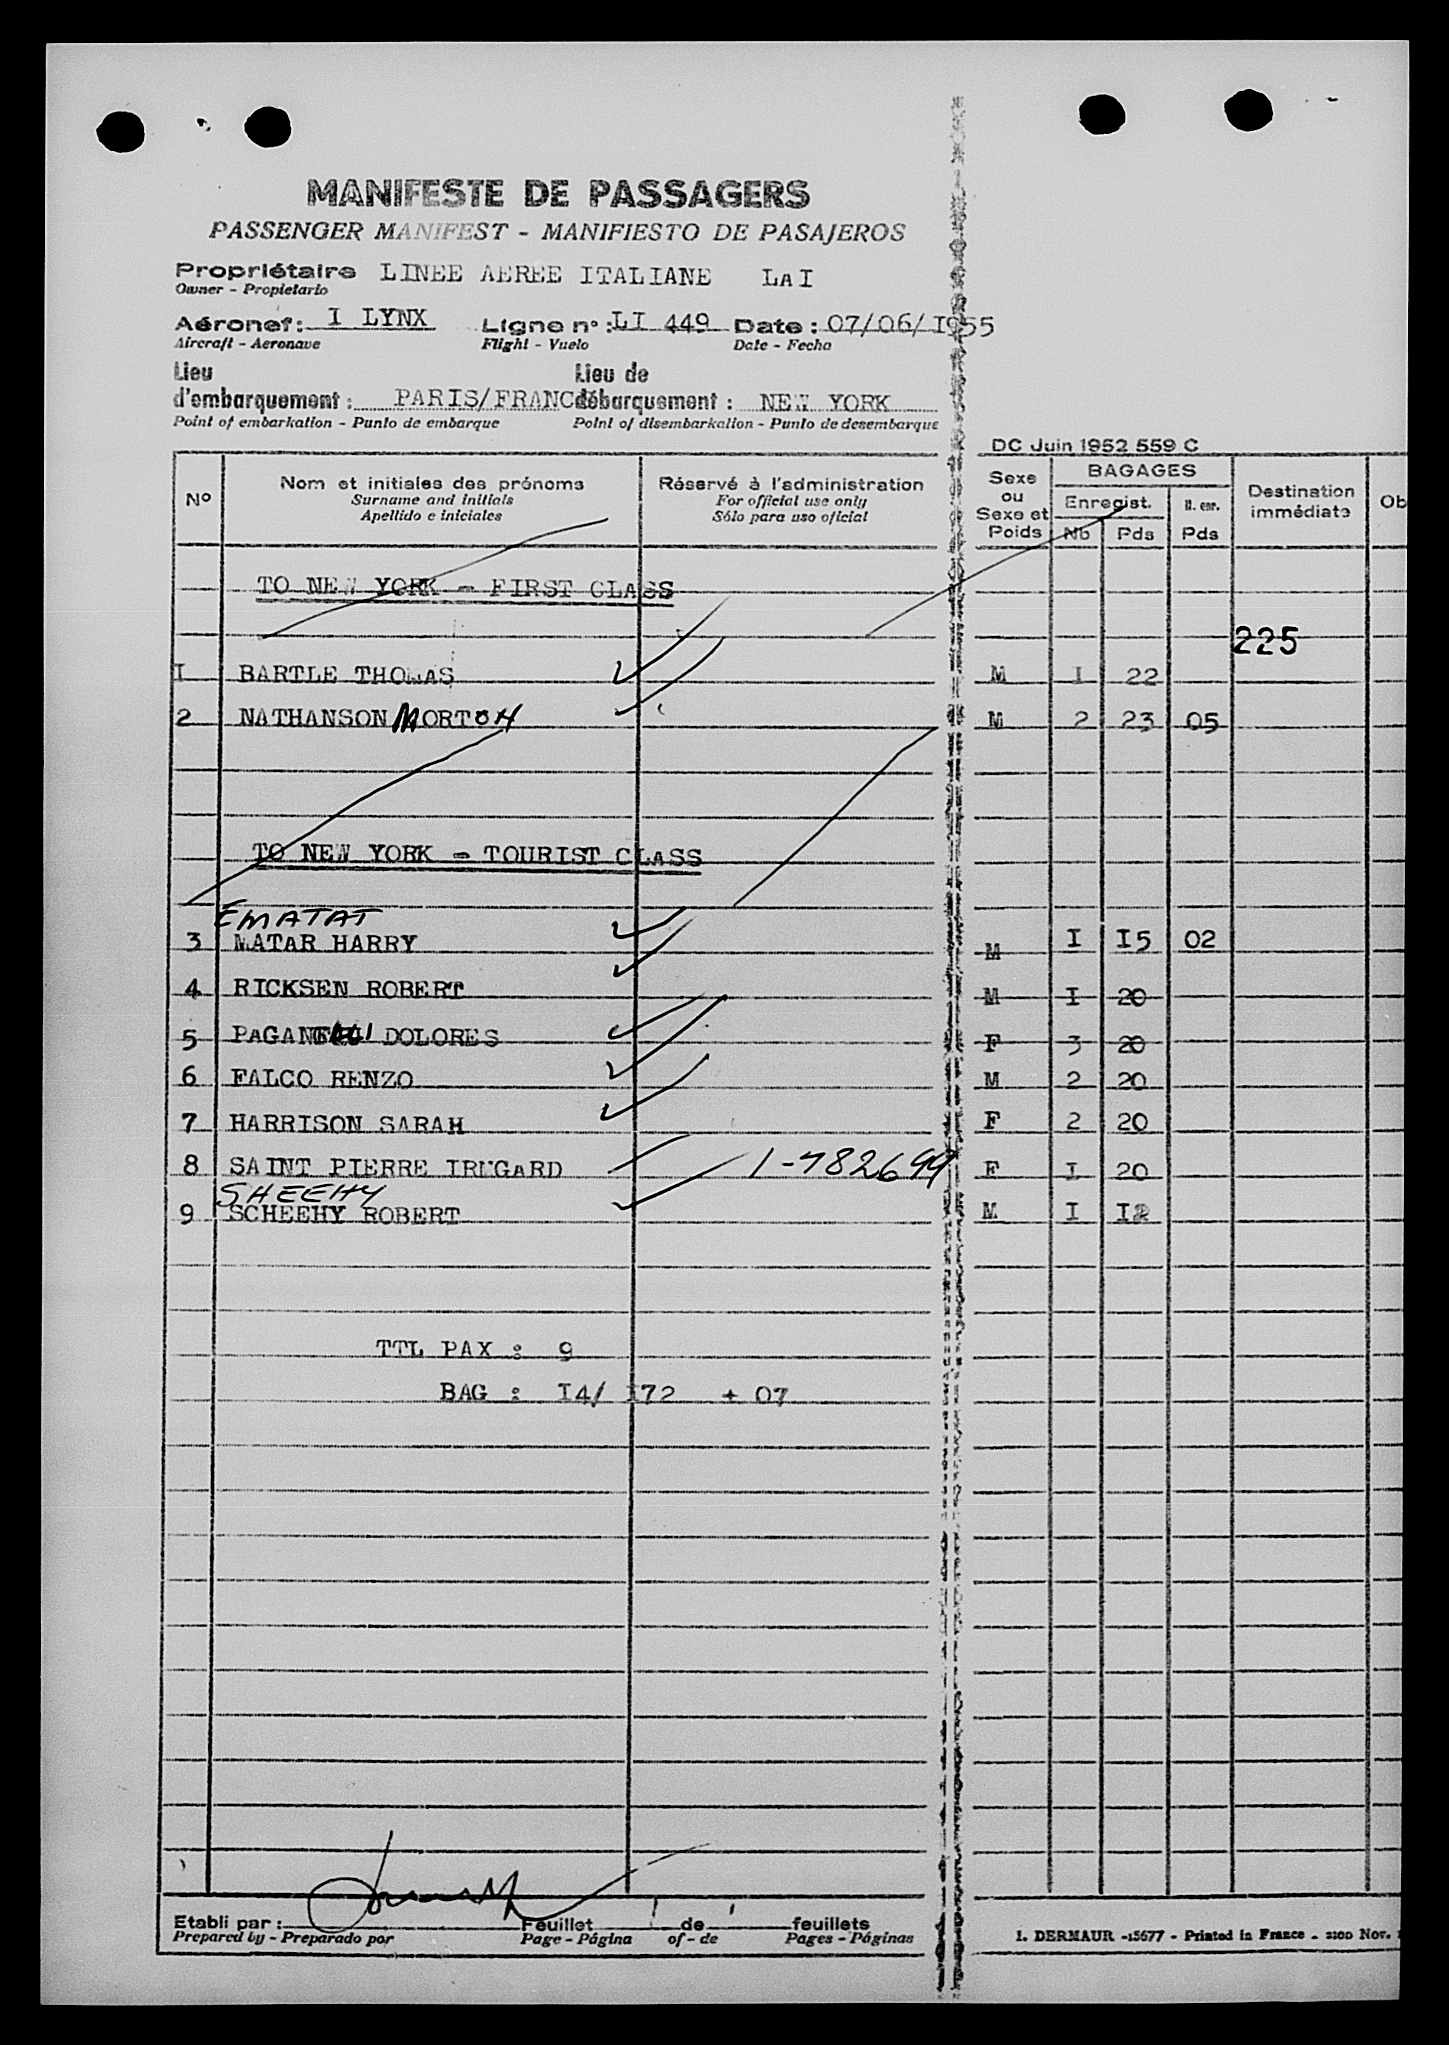 MANIFESTE DE PASSAGERS
PASSENGER MANIFEST - MANIFIESTO DE PASAJEROS
Propriétaire LINEE AEREE ITALIANE LAI
Owner - Propietario
Aéronef: I LYNX Ligne n° : LI 449 Date : 07/06/I955
Aircraft - Aeronave Flight - Vuelo Date - Fecha
Lieu Lieu de
d'embarquement : PARIS/FRANCE débarquement : NEW YORK
Point of embarkation - Punto de embarque Point of disembarkation - Punto de desembarque
DC Juin 1952 559 C
N° Nom et initiales des prénoms Réservé à l'administration Sexe BAGAGES Destination Ob
Surname and initials For official use only ou Enregist. N. enr. immédiate
Apellido e iniciales Sólo para uso oficial Sexe et
Poids Nb Pds Pds
TO NEW YORK - FIRST CLASS
225
I BARTLE THOMAS M I 22
2 NATHANSON MORTON M 2 23 05
TO NEW YORK - TOURIST CLASS
EMATAT
3 MATAR HARRY M I I5 02
4 RICKSEN ROBERT M I 20
5 DOLORES F 3 20
6 FALCO RENZO M 2 20
7 HARRISON SARAH F 2 20
8 SAINT PIERRE IRMGARD 1-782699 F I 20
SHEEHY
9 SCHEEHY ROBERT M I I2
TTL PAX : 9
BAG : I4/ I72 + 07
Etabli par : Feuillet 1 de 1 feuillets
Prepared by - Preparado por Page - Página of - de Pages - Páginas
I. DERMAUR -15677 - Printed in France - 2100 Nov.